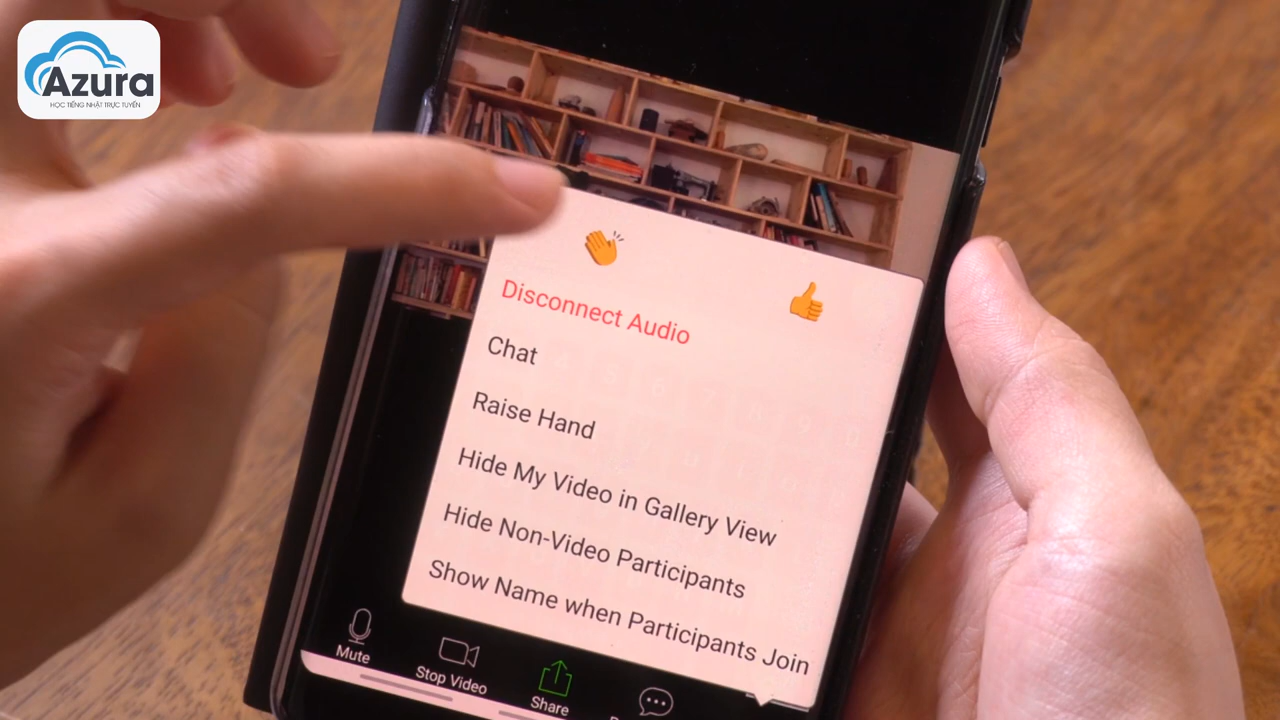 Azura
HỌC TIẾNG NHẬT TRỰC TUYẾN
Disconnect Audio
Chat
Raise Hand
Hide My Video in Gallery View
Hide Non-Video Participants
Show Name when Participants Join
Mute
Stop Video
Share